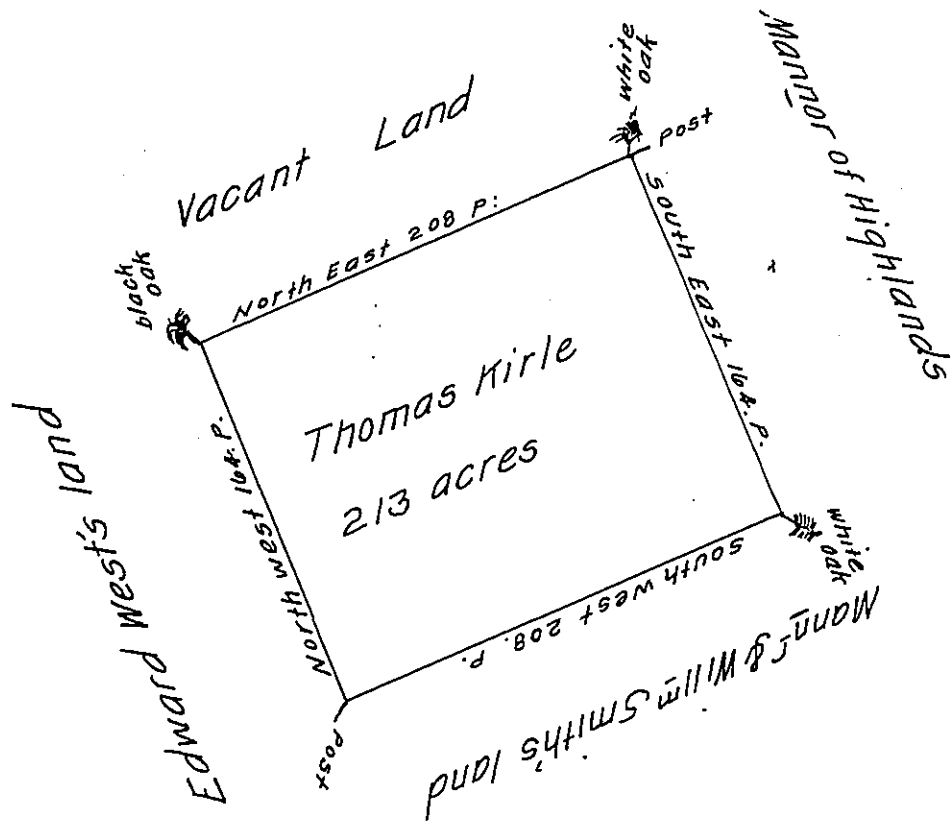 white
oak
Post
Mannor of Highlands
Vacant Land
North East 208 P:
South East 164. P.
black
oak
Thomas Kirle
213 acres
Edward West's land
North west 164. P.
white
oak
South west 208. P.
Post
Mannr & Willm Smith's land